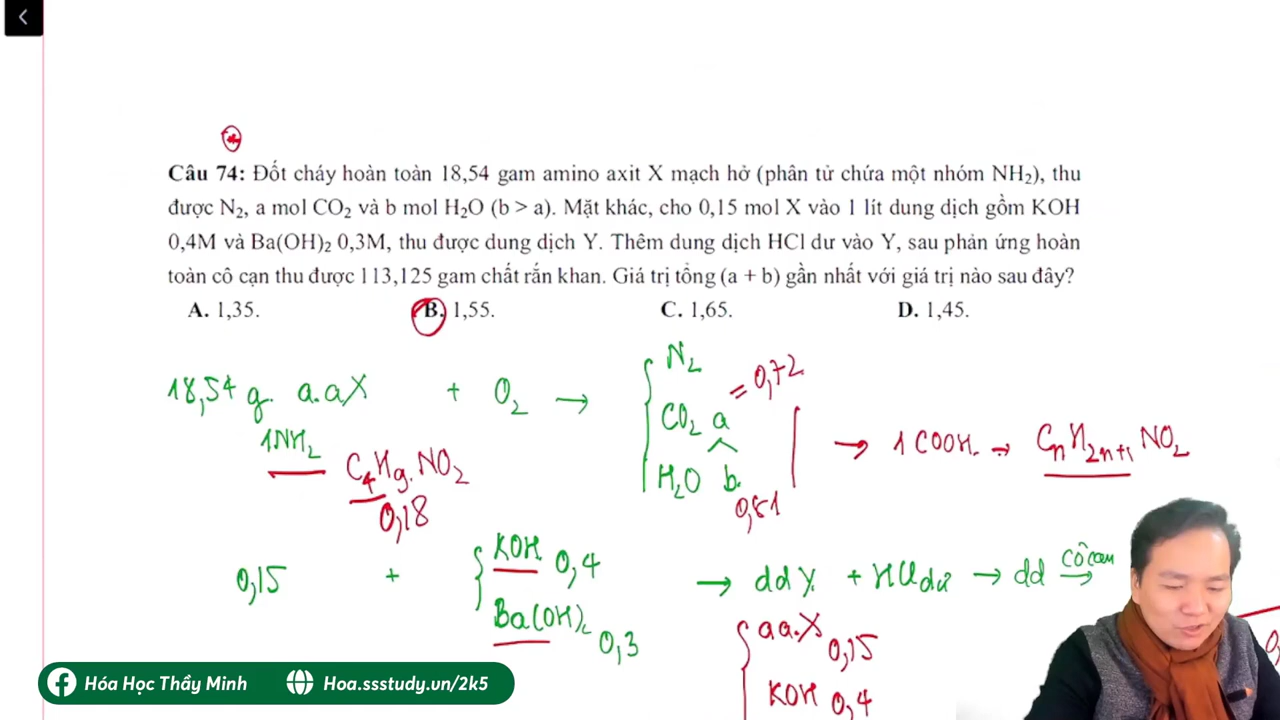 Câu 74: Đốt cháy hoàn toàn 18,54 gam amino axit X mạch hở (phân tử chứa một nhóm NH₂), thu
được N₂, a mol CO₂ và b mol H₂O (b > a). Mặt khác, cho 0,15 mol X vào 1 lít dung dịch gồm KOH
0,4M và Ba(OH)₂ 0,3M, thu được dung dịch Y. Thêm dung dịch HCl dư vào Y, sau phản ứng hoàn
toàn cô cạn thu được 113,125 gam chất rắn khan. Giá trị tổng (a + b) gần nhất với giá trị nào sau đây?
A. 1,35. B. 1,55. C. 1,65. D. 1,45.
N₂
= 0,72
18,54 g. a.a X + O₂ → CO₂ a → 1 COOH → CₙH₂ₙ₊₁NO₂
1NH₂
C₄H₉NO₂
H₂O b.
0,18
0,81
KOH 0,4
0,15 + → dd Y + HCl dư → dd cô cạn →
Ba(OH)₂ 0,3
aa.X 0,15
KOH 0,4
Hóa Học Thầy Minh Hoa.ssstudy.vn/2k5